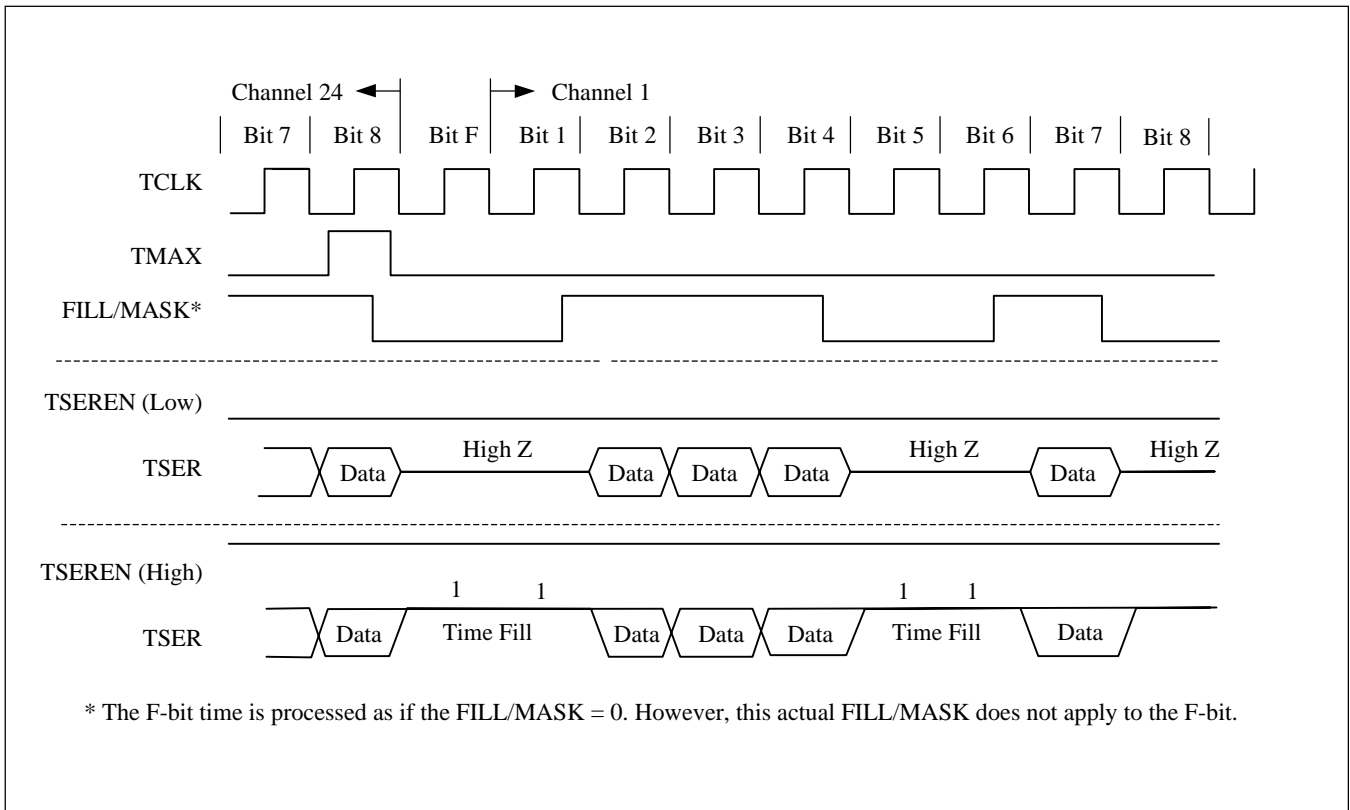 Channel 24 Channel 1
Bit 7 Bit 8 Bit F Bit 1 Bit 2 Bit 3 Bit 4 Bit 5 Bit 6 Bit 7 Bit 8
TCLK
TMAX
FILL/MASK*
TSEREN (Low)
High Z High Z High Z
TSER Data Data Data Data Data
TSEREN (High)
1 1 1 1
TSER Data Time Fill Data Data Data Time Fill Data
* The F-bit time is processed as if the FILL/MASK = 0. However, this actual FILL/MASK does not apply to the F-bit.